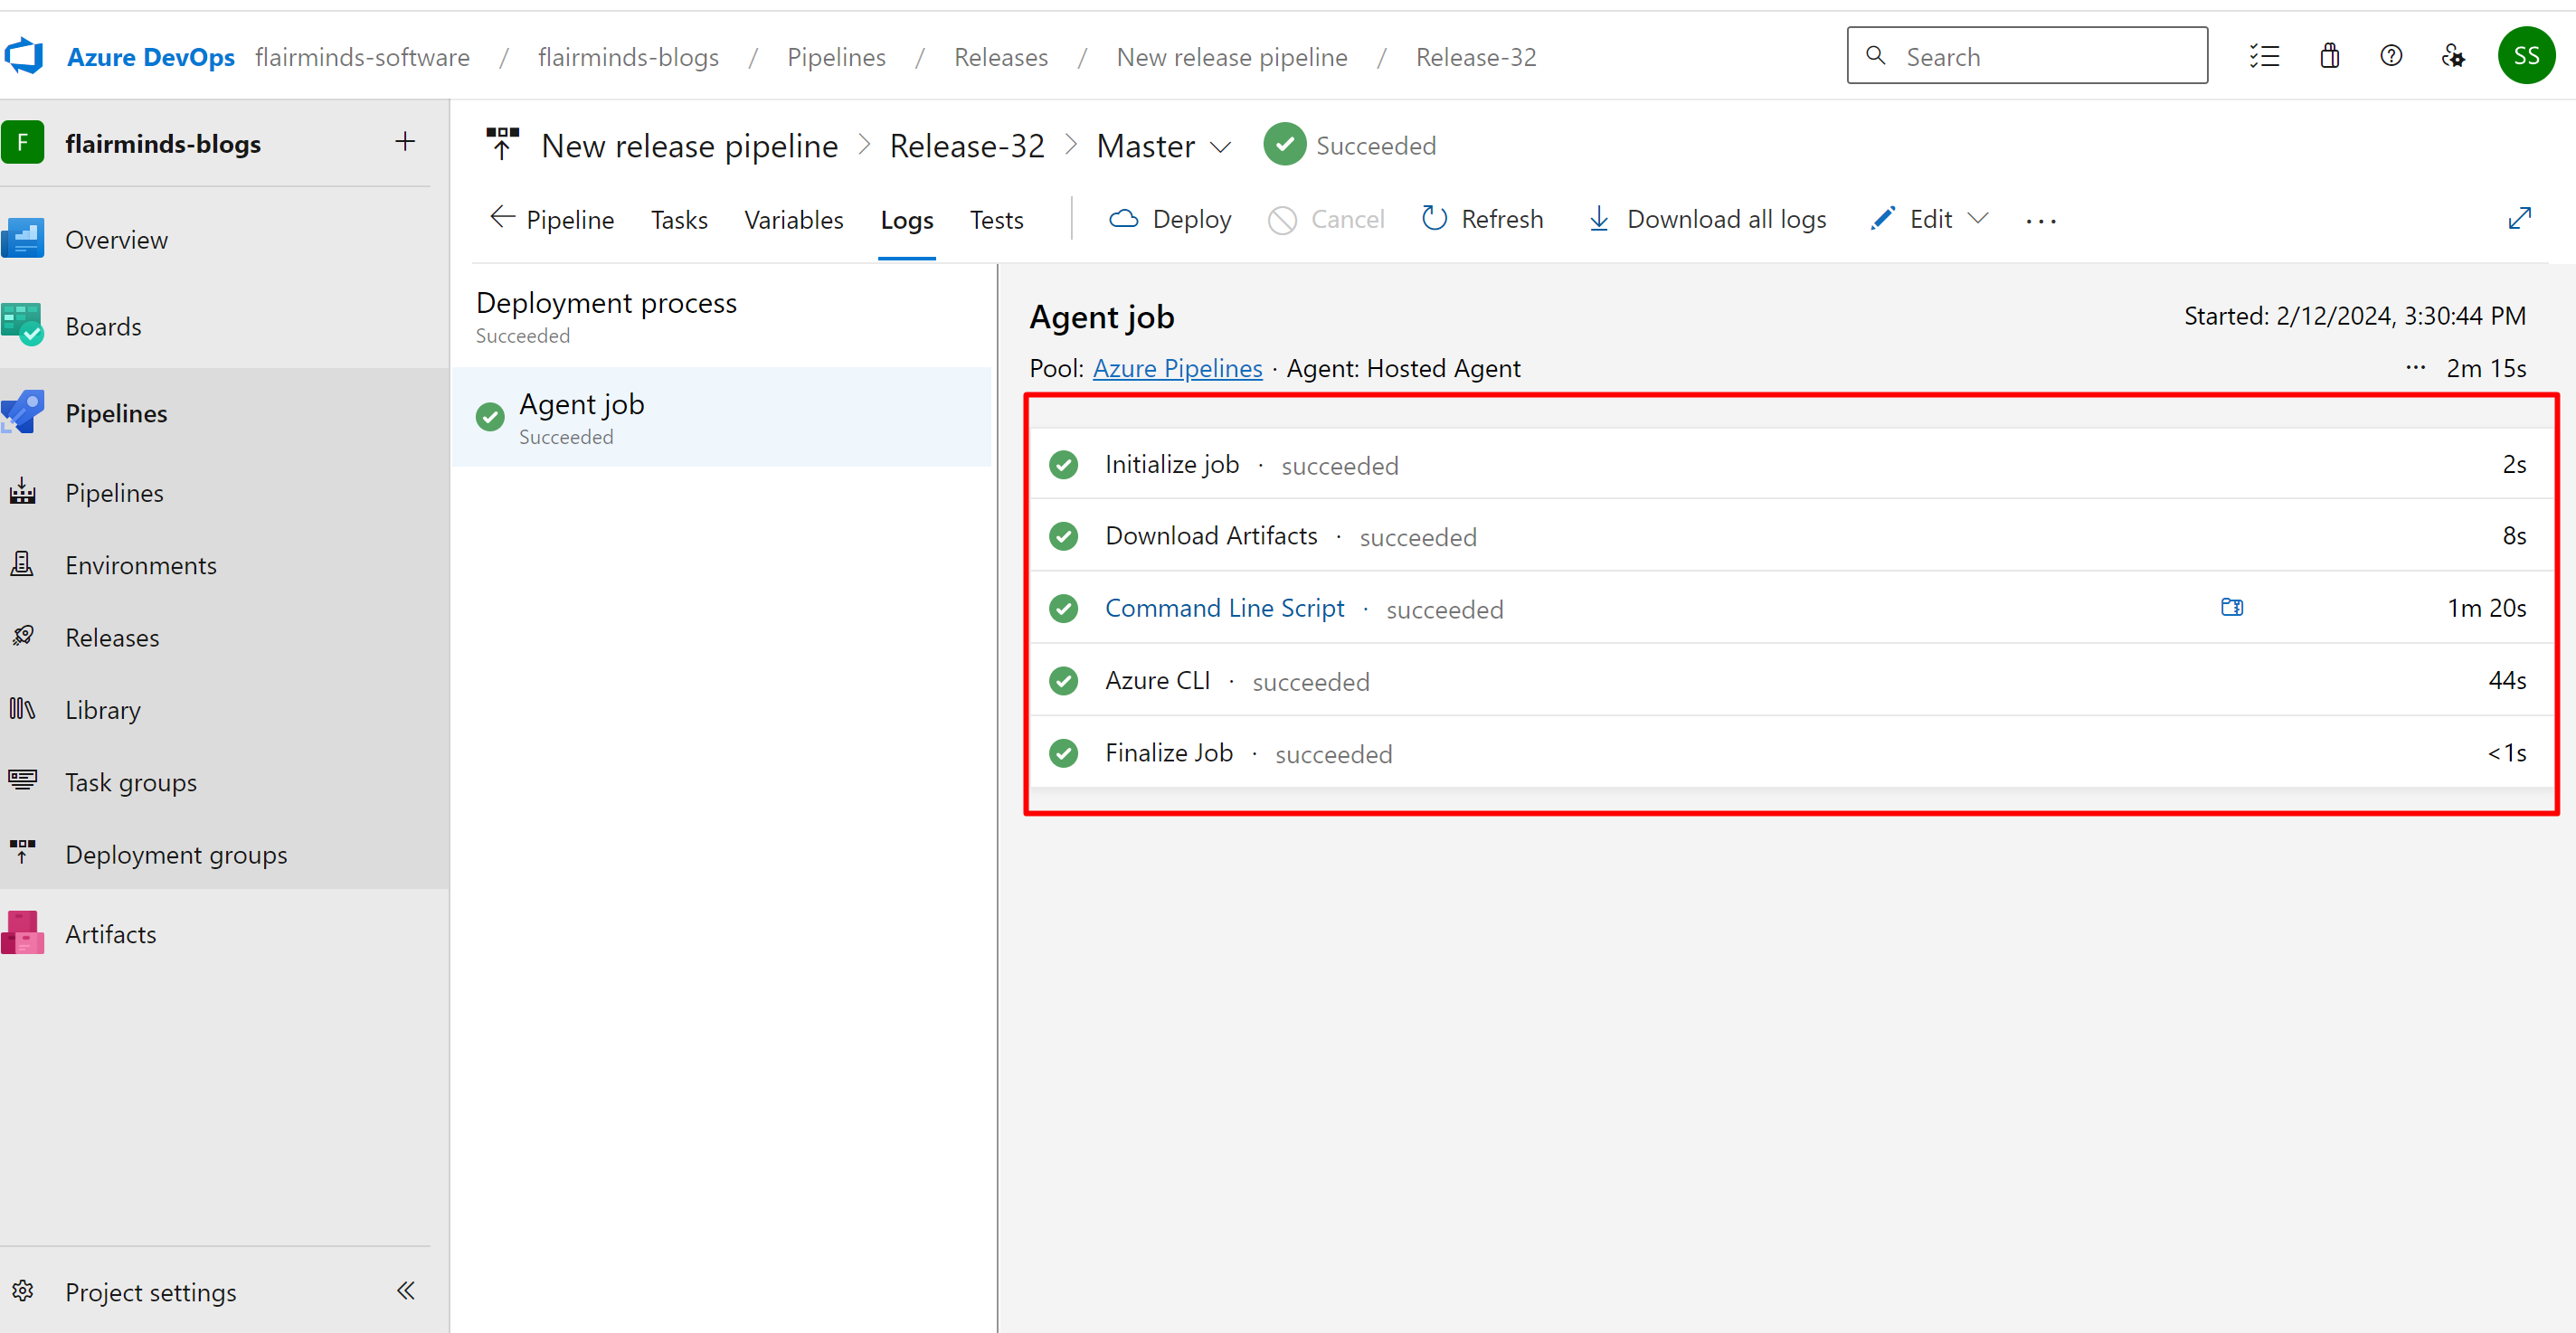 Azure DevOps flairminds-software / flairminds-blogs / Pipelines / Releases / New release pipeline / Release-32
Search
SS
F flairminds-blogs +
Overview
Boards
Pipelines
Pipelines
Environments
Releases
Library
Task groups
Deployment groups
Artifacts
Project settings
New release pipeline > Release-32 > Master Succeeded
Pipeline Tasks Variables Logs Tests Deploy Cancel Refresh Download all logs Edit ...
Deployment process
Succeeded
Agent job
Succeeded
Agent job Started: 2/12/2024, 3:30:44 PM
Pool: Azure Pipelines · Agent: Hosted Agent ... 2m 15s
Initialize job · succeeded 2s
Download Artifacts · succeeded 8s
Command Line Script · succeeded 1m 20s
Azure CLI · succeeded 44s
Finalize Job · succeeded <1s